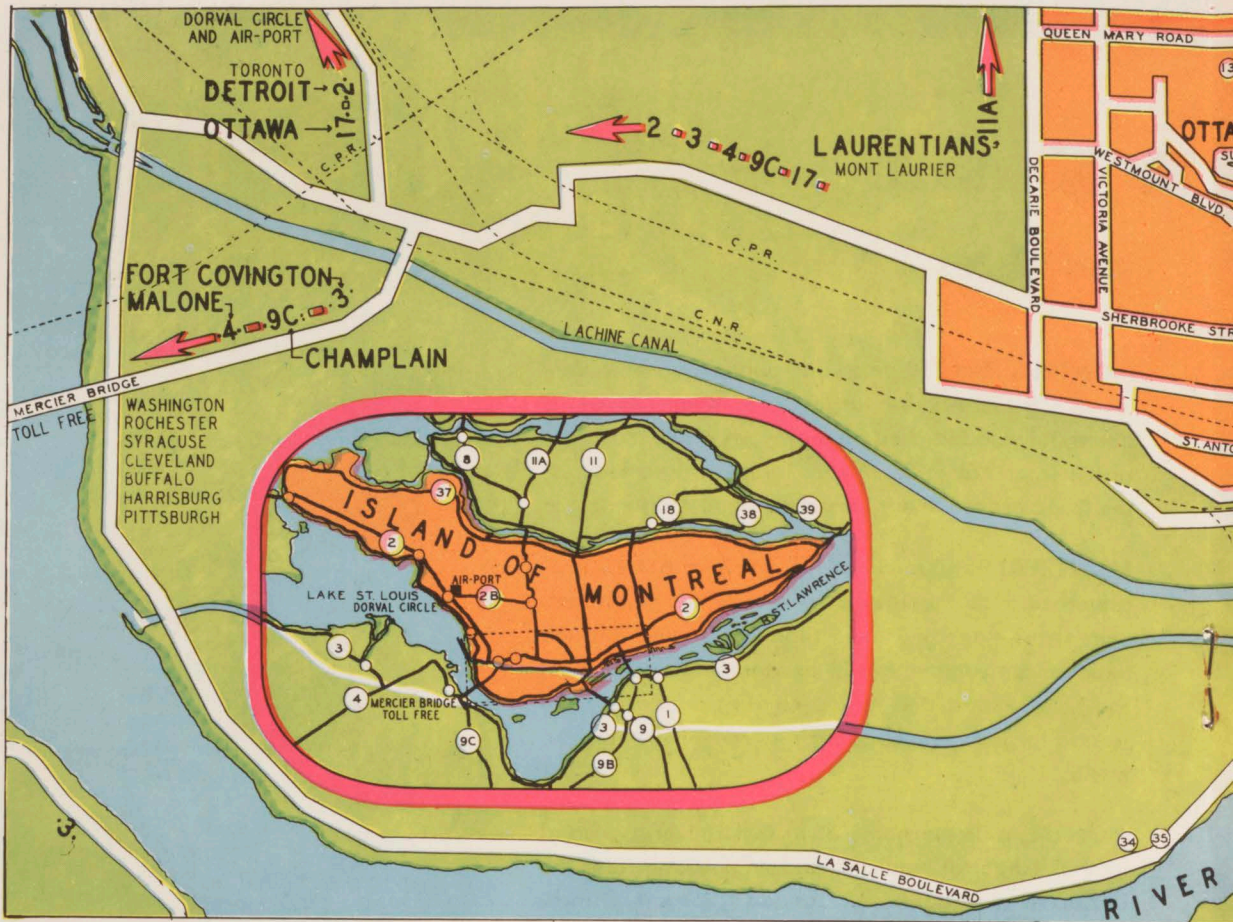 DORVAL CIRCLE
AND AIR-PORT
TORONTO
DETROIT → 2
OTTAWA → 17
C.P.R.
2 3 4 9C 17
LAURENTIANS
MONT LAURIER
11A
QUEEN MARY ROAD
13
OTTA
SU
WESTMOUNT BLVD.
DECARIE BOULEVARD
VICTORIA AVENUE
C.P.R.
C.N.R.
SHERBROOKE STR
ST. ANTO
FORT COVINGTON
MALONE
4 9C 3
CHAMPLAIN
LACHINE CANAL
MERCIER BRIDGE
TOLL FREE
WASHINGTON
ROCHESTER
SYRACUSE
CLEVELAND
BUFFALO
HARRISBURG
PITTSBURGH
8
11A
11
37
18
38
39
ISLAND OF MONTREAL
2
AIR-PORT
2B
LAKE ST. LOUIS
DORVAL CIRCLE
2
ST. LAWRENCE
3
4
MERCIER BRIDGE
TOLL FREE
9C
3
9
1
3
9B
3
34
35
LA SALLE BOULEVARD
RIVER